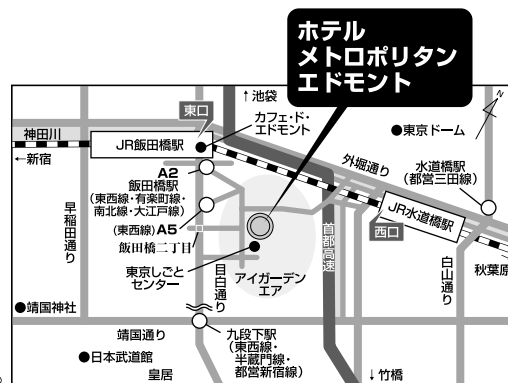 ホテル
メトロポリタン
エドモント
↑池袋
N
東口
カフェ・ド・
エドモント
●東京ドーム
神田川
JR飯田橋駅
←新宿
外堀通り
水道橋駅
(都営三田線)
A2
飯田橋駅
(東西線・有楽町線・
南北線・大江戸線)
早稲田通り
JR水道橋駅
(東西線)A5
西口
飯田橋二丁目
首都高速
東京しごと
センター
目白通り
アイガーデン
エア
白山通り
秋葉原
●靖国神社
靖国通り
九段下駅
(東西線・
半蔵門線・
都営新宿線)
●日本武道館
皇居
↓竹橋